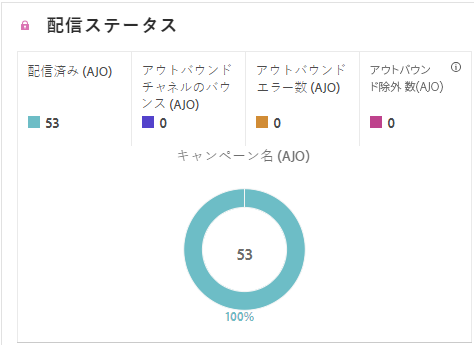 配信ステータス
配信済み (AJO)
53
アウトバウンド
チャネルのバウ
ンス (AJO)
0
アウトバウンド
エラー数 (AJO)
0
アウトバウン
ド除外 数(AJO)
0
キャンペーン名 (AJO)
53
100%